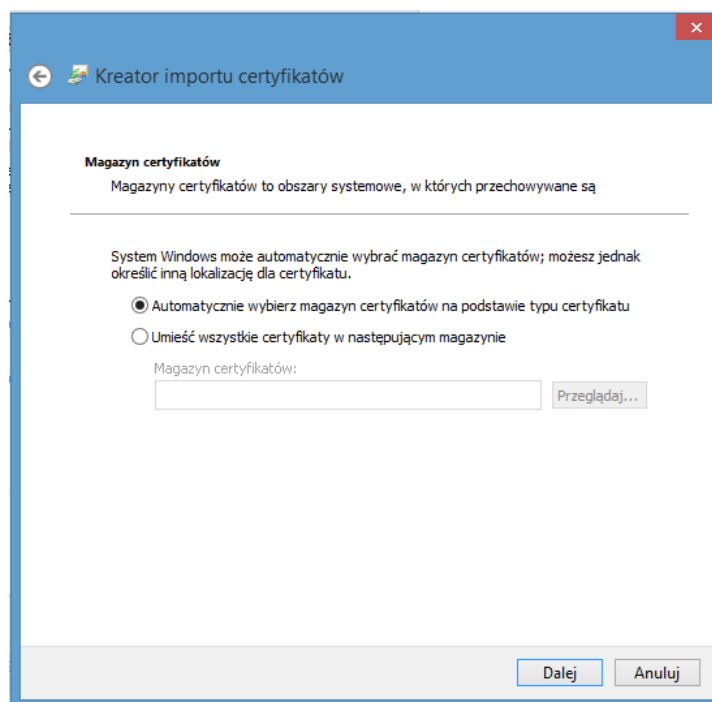 Kreator importu certyfikatów
Magazyn certyfikatów
Magazyny certyfikatów to obszary systemowe, w których przechowywane są
System Windows może automatycznie wybrać magazyn certyfikatów; możesz jednak
określić inną lokalizację dla certyfikatu.
Automatycznie wybierz magazyn certyfikatów na podstawie typu certyfikatu
Umieść wszystkie certyfikaty w następującym magazynie
Magazyn certyfikatów:
Przeglądaj...
Dalej
Anuluj